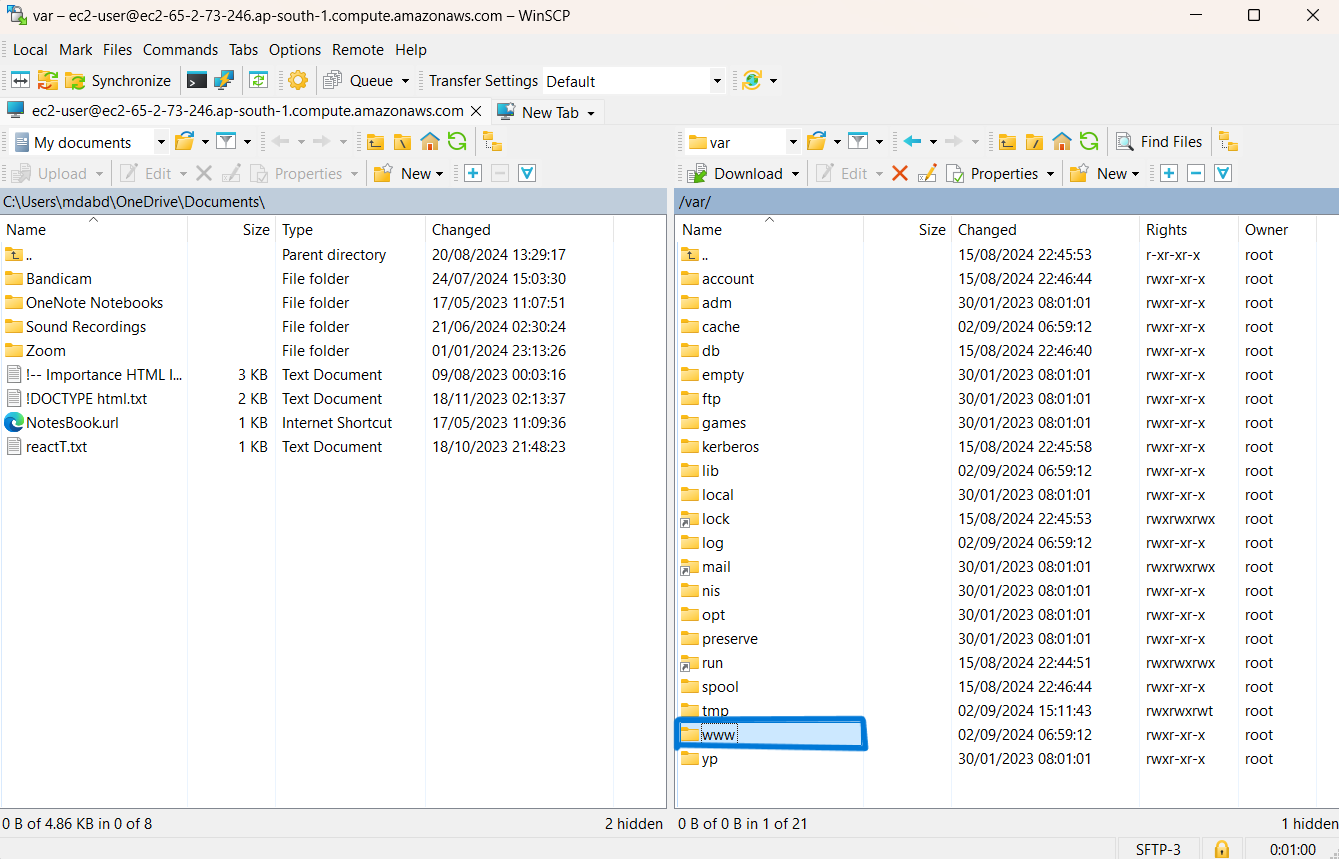 var – ec2-user@ec2-65-2-73-246.ap-south-1.compute.amazonaws.com – WinSCP
Local Mark Files Commands Tabs Options Remote Help
Synchronize Queue Transfer Settings Default
ec2-user@ec2-65-2-73-246.ap-south-1.compute.amazonaws.com New Tab
My documents var Find Files
Upload Edit Properties New Download Edit Properties New
C:\Users\mdabd\OneDrive\Documents\ /var/
Name Size Type Changed Name Size Changed Rights Owner
.. Parent directory 20/08/2024 13:29:17 .. 15/08/2024 22:45:53 r-xr-xr-x root
Bandicam File folder 24/07/2024 15:03:30 account 15/08/2024 22:46:44 rwxr-xr-x root
OneNote Notebooks File folder 17/05/2023 11:07:51 adm 30/01/2023 08:01:01 rwxr-xr-x root
Sound Recordings File folder 21/06/2024 02:30:24 cache 02/09/2024 06:59:12 rwxr-xr-x root
Zoom File folder 01/01/2024 23:13:26 db 15/08/2024 22:46:40 rwxr-xr-x root
!-- Importance HTML I... 3 KB Text Document 09/08/2023 00:03:16 empty 30/01/2023 08:01:01 rwxr-xr-x root
!DOCTYPE html.txt 2 KB Text Document 18/11/2023 02:13:37 ftp 30/01/2023 08:01:01 rwxr-xr-x root
NotesBook.url 1 KB Internet Shortcut 17/05/2023 11:09:36 games 30/01/2023 08:01:01 rwxr-xr-x root
reactT.txt 1 KB Text Document 18/10/2023 21:48:23 kerberos 15/08/2024 22:45:58 rwxr-xr-x root
lib 02/09/2024 06:59:12 rwxr-xr-x root
local 30/01/2023 08:01:01 rwxr-xr-x root
lock 15/08/2024 22:45:53 rwxrwxrwx root
log 02/09/2024 06:59:12 rwxr-xr-x root
mail 30/01/2023 08:01:01 rwxrwxrwx root
nis 30/01/2023 08:01:01 rwxr-xr-x root
opt 30/01/2023 08:01:01 rwxr-xr-x root
preserve 30/01/2023 08:01:01 rwxr-xr-x root
run 15/08/2024 22:44:51 rwxrwxrwx root
spool 15/08/2024 22:46:44 rwxr-xr-x root
tmp 02/09/2024 15:11:43 rwxrwxrwt root
www 02/09/2024 06:59:12 rwxr-xr-x root
yp 30/01/2023 08:01:01 rwxr-xr-x root
0 B of 4.86 KB in 0 of 8 2 hidden 0 B of 0 B in 1 of 21 1 hidden
SFTP-3 0:01:00